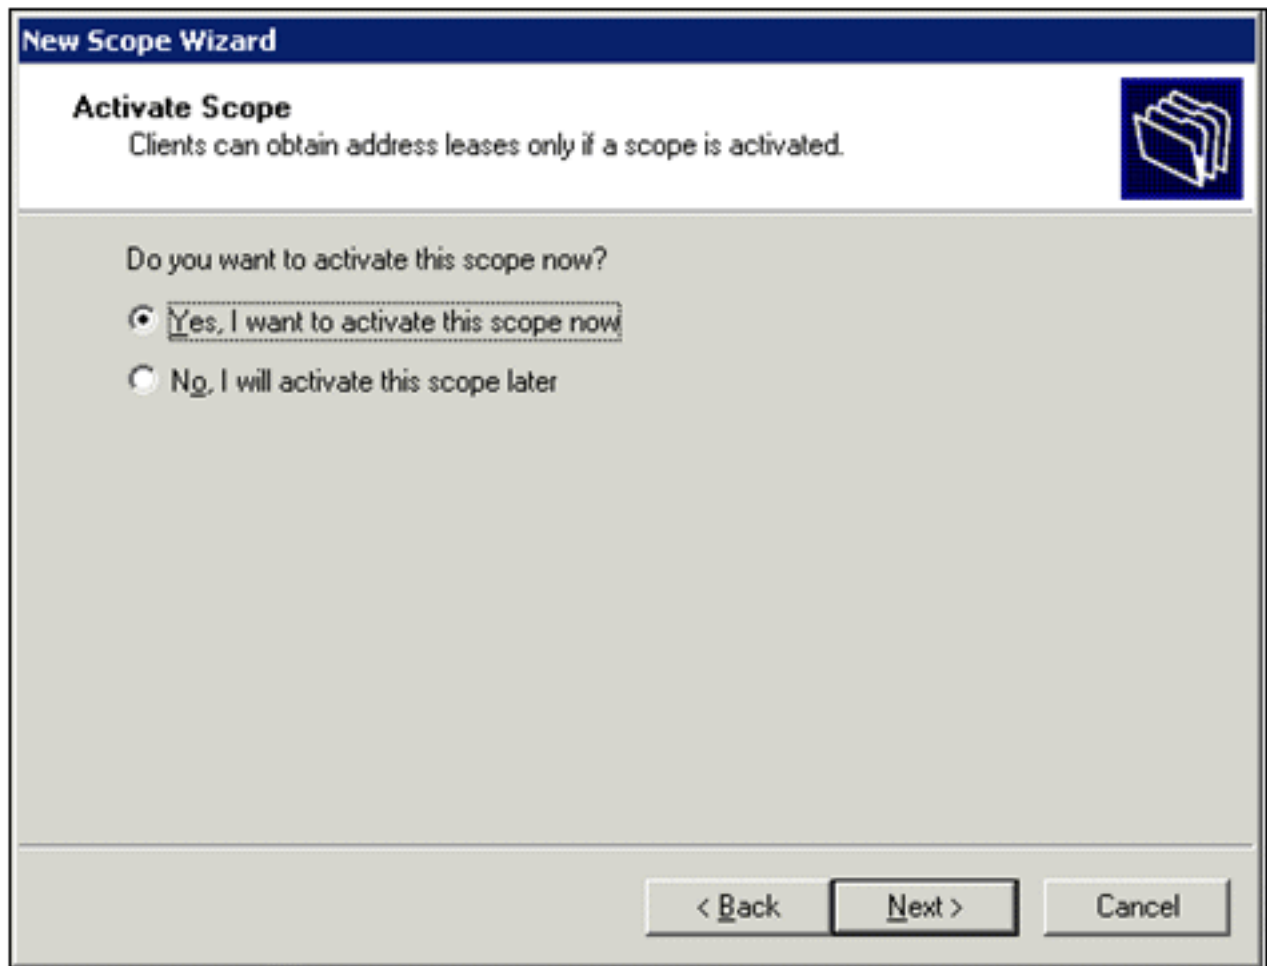 New Scope Wizard
Activate Scope
Clients can obtain address leases only if a scope is activated.
Do you want to activate this scope now?
Yes, I want to activate this scope now
No, I will activate this scope later
< Back
Next >
Cancel